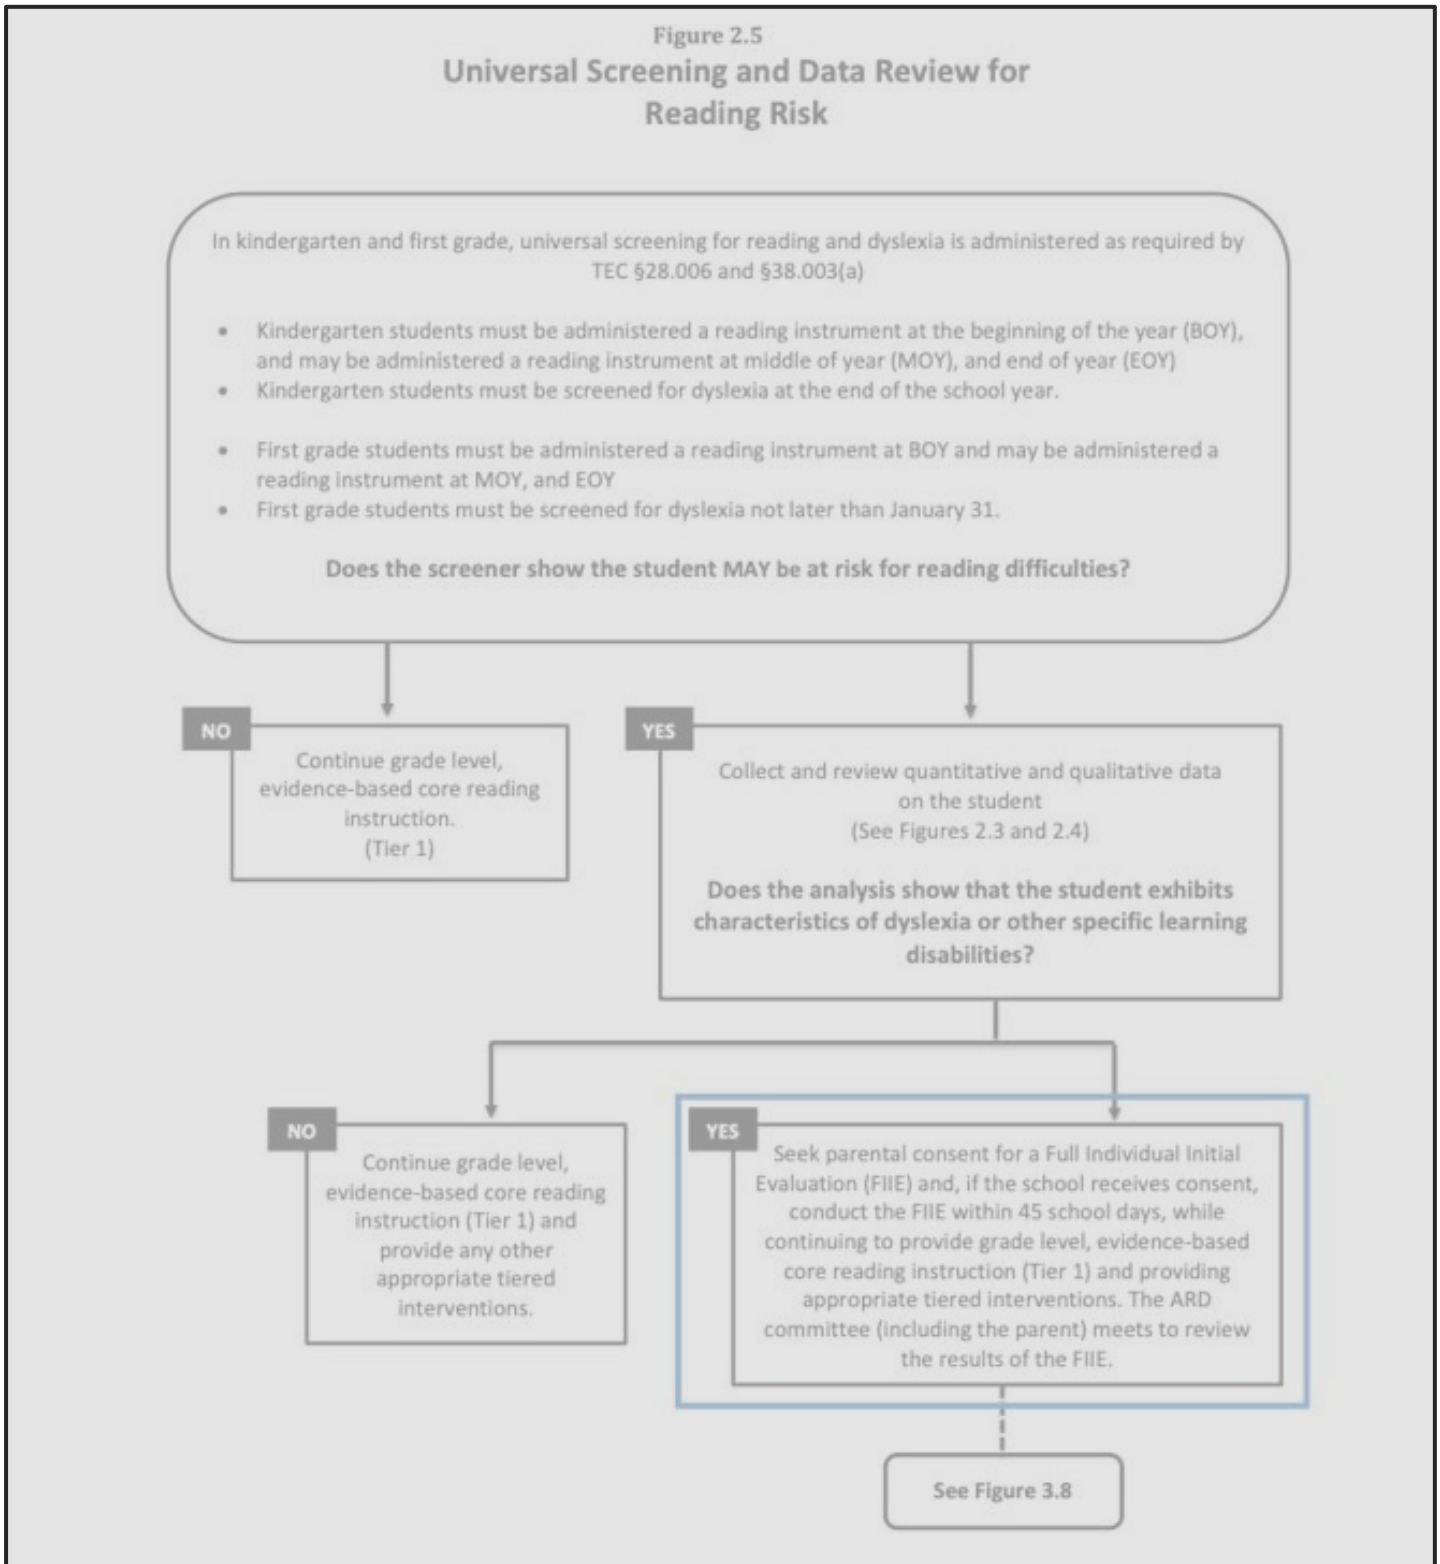 Figure 2.5
Universal Screening and Data Review for
Reading Risk
In kindergarten and first grade, universal screening for reading and dyslexia is administered as required by
TEC §28.006 and §38.003(a)
• Kindergarten students must be administered a reading instrument at the beginning of the year (BOY),
and may be administered a reading instrument at middle of year (MOY), and end of year (EOY)
• Kindergarten students must be screened for dyslexia at the end of the school year.
• First grade students must be administered a reading instrument at BOY and may be administered a
reading instrument at MOY, and EOY
• First grade students must be screened for dyslexia not later than January 31.
Does the screener show the student MAY be at risk for reading difficulties?
NO
Continue grade level,
evidence-based core reading
instruction.
(Tier 1)
YES
Collect and review quantitative and qualitative data
on the student
(See Figures 2.3 and 2.4)
Does the analysis show that the student exhibits
characteristics of dyslexia or other specific learning
disabilities?
NO
Continue grade level,
evidence-based core reading
instruction (Tier 1) and
provide any other
appropriate tiered
interventions.
YES
Seek parental consent for a Full Individual Initial
Evaluation (FIIE) and, if the school receives consent,
conduct the FIIE within 45 school days, while
continuing to provide grade level, evidence-based
core reading instruction (Tier 1) and providing
appropriate tiered interventions. The ARD
committee (including the parent) meets to review
the results of the FIIE.
See Figure 3.8